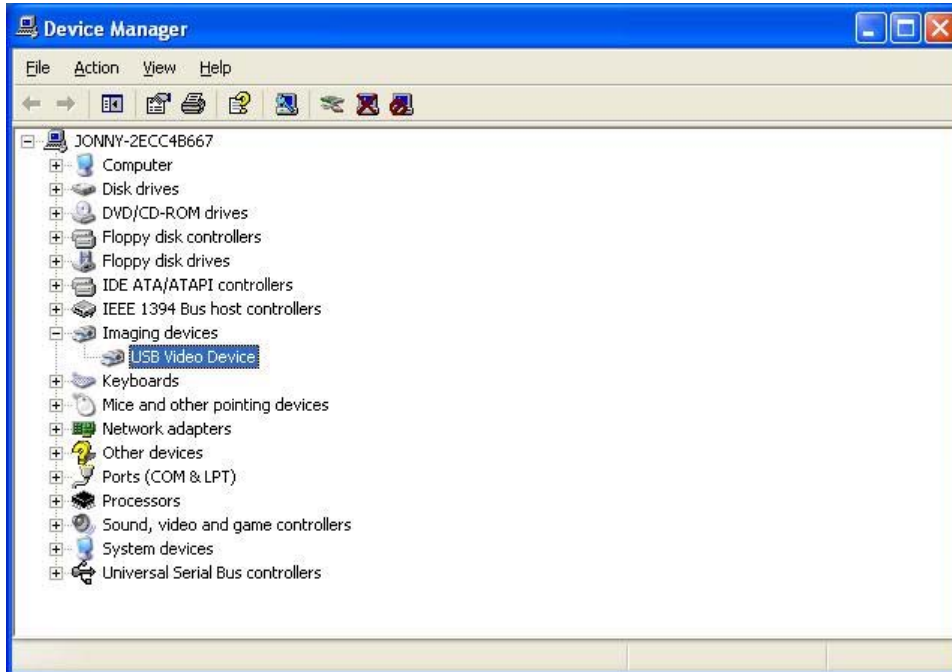 Device Manager
File Action View Help
JONNY-2ECC4B667
Computer
Disk drives
DVD/CD-ROM drives
Floppy disk controllers
Floppy disk drives
IDE ATA/ATAPI controllers
IEEE 1394 Bus host controllers
Imaging devices
USB Video Device
Keyboards
Mice and other pointing devices
Network adapters
Other devices
Ports (COM & LPT)
Processors
Sound, video and game controllers
System devices
Universal Serial Bus controllers